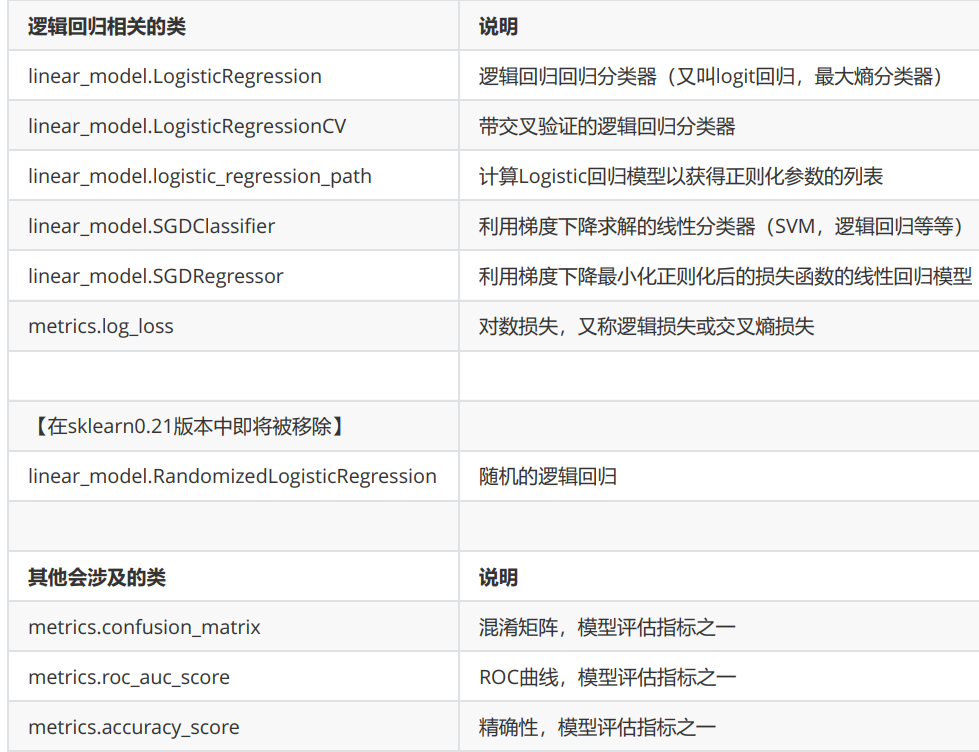 逻辑回归相关的类 说明
linear_model.LogisticRegression 逻辑回归回归分类器（又叫logit回归，最大熵分类器）
linear_model.LogisticRegressionCV 带交叉验证的逻辑回归分类器
linear_model.logistic_regression_path 计算Logistic回归模型以获得正则化参数的列表
linear_model.SGDClassifier 利用梯度下降求解的线性分类器（SVM，逻辑回归等等）
linear_model.SGDRegressor 利用梯度下降最小化正则化后的损失函数的线性回归模型
metrics.log_loss 对数损失，又称逻辑损失或交叉熵损失
【在sklearn0.21版本中即将被移除】
linear_model.RandomizedLogisticRegression 随机的逻辑回归
其他会涉及的类 说明
metrics.confusion_matrix 混淆矩阵，模型评估指标之一
metrics.roc_auc_score ROC曲线，模型评估指标之一
metrics.accuracy_score 精确性，模型评估指标之一